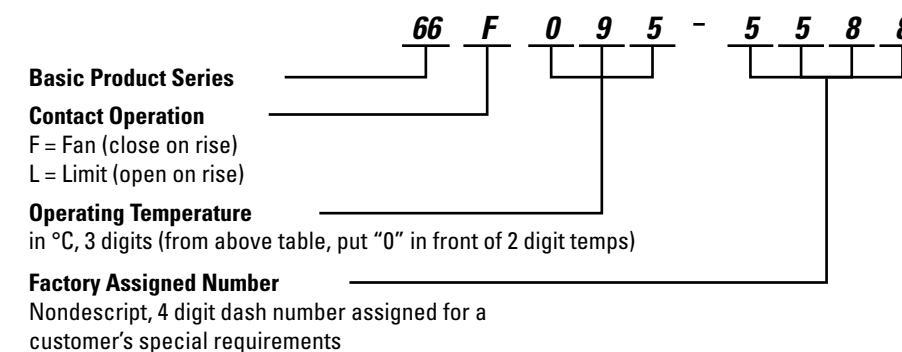 66 F 0 9 5 - 5 5 8 8
Basic Product Series
Contact Operation
F = Fan (close on rise)
L = Limit (open on rise)
Operating Temperature
in °C, 3 digits (from above table, put “0” in front of 2 digit temps)
Factory Assigned Number
Nondescript, 4 digit dash number assigned for a
customer’s special requirements